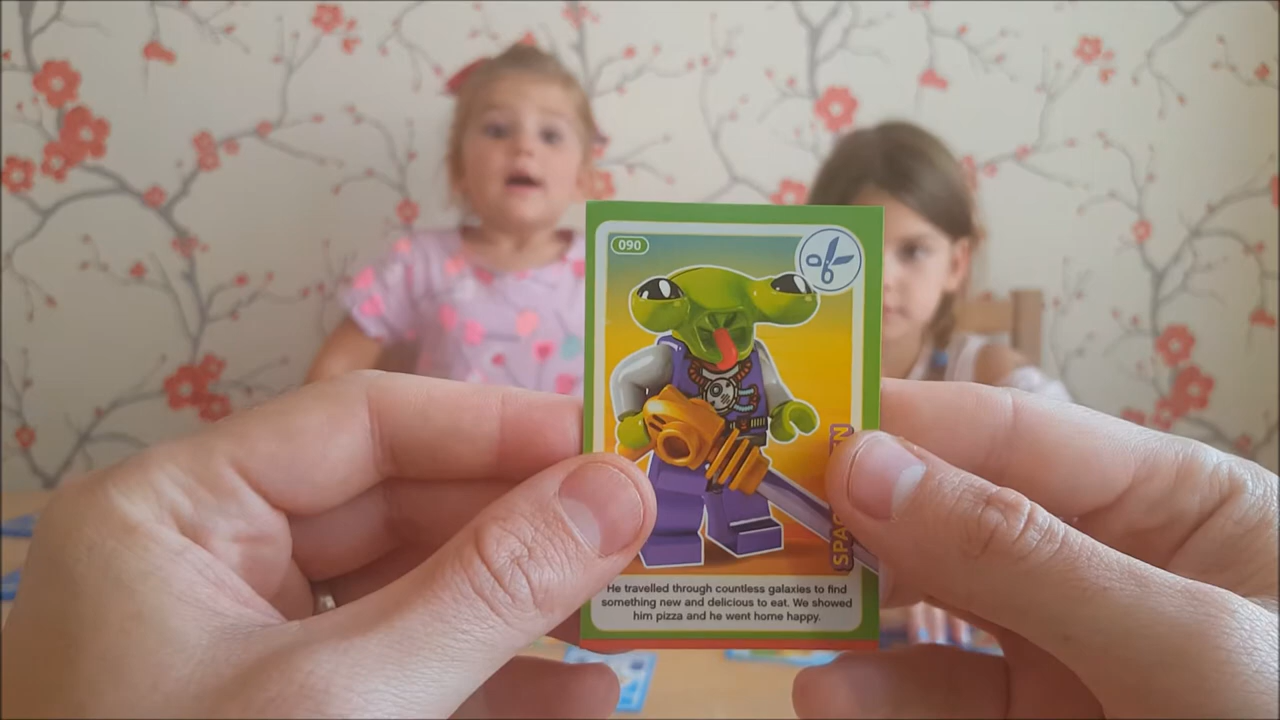 090
He travelled through countless galaxies to find
something new and delicious to eat. We showed
him pizza and he went home happy.